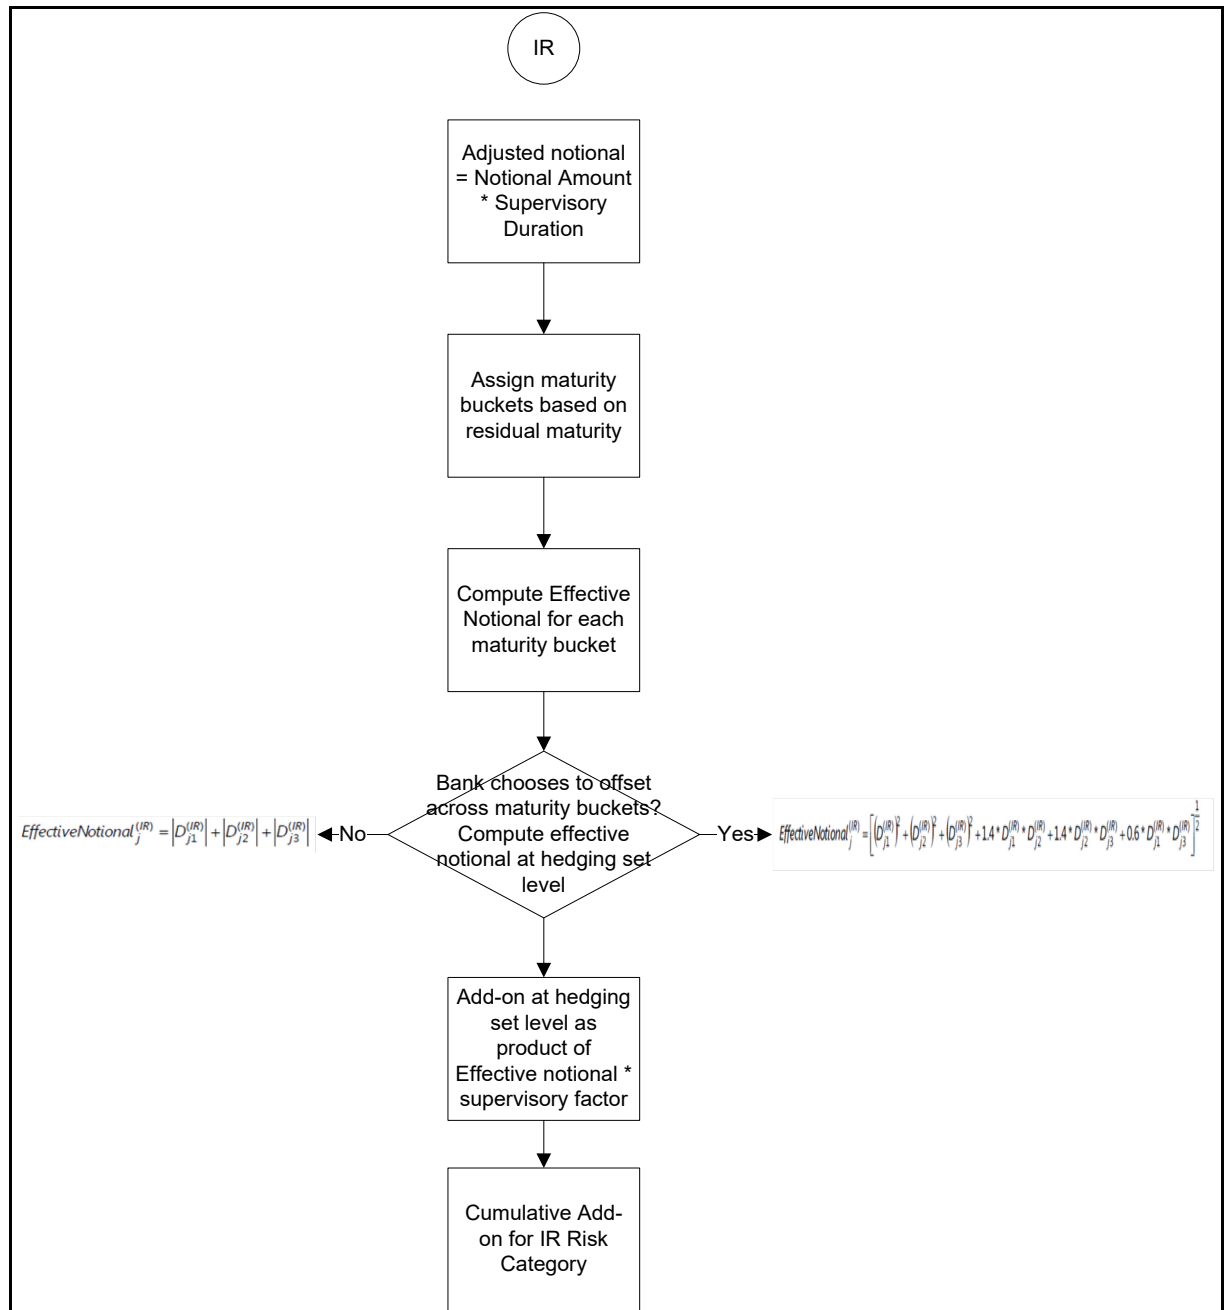 IR
Adjusted notional
= Notional Amount
* Supervisory
Duration
Assign maturity
buckets based on
residual maturity
Compute Effective
Notional for each
maturity bucket
Bank chooses to offset
across maturity buckets?
Compute effective
notional at hedging set
level
No
EffectiveNotional_j^(IR) = |D_j1^(IR)| + |D_j2^(IR)| + |D_j3^(IR)|
Yes
EffectiveNotional_j^(IR) = [(D_j1^(IR))^2 + (D_j2^(IR))^2 + (D_j3^(IR))^2 + 1.4 * D_j1^(IR) * D_j2^(IR) + 1.4 * D_j2^(IR) * D_j3^(IR) + 0.6 * D_j1^(IR) * D_j3^(IR)]^1/2
Add-on at hedging
set level as
product of
Effective notional *
supervisory factor
Cumulative Add-
on for IR Risk
Category